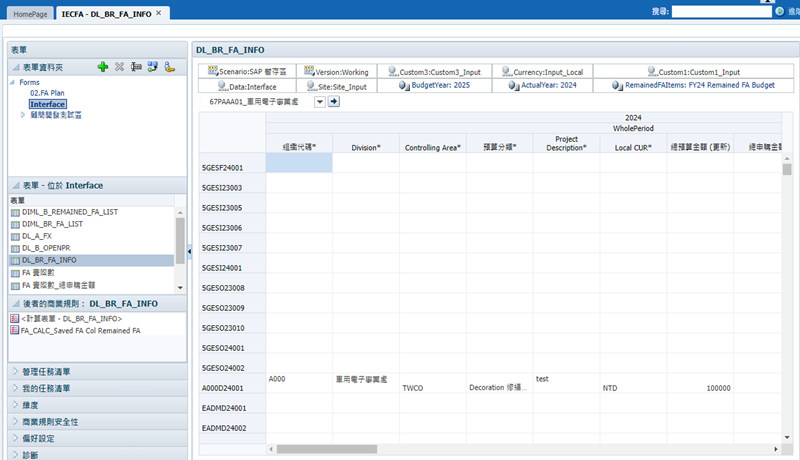 HomePage
IECFA - DL_BR_FA_INFO
搜尋:
進階
表單
DL_BR_FA_INFO
表單資料夾
Forms
02.FA Plan
Interface
顧問暨發測試區
Scenario:SAP 暫存區
Version:Working
Custom3:Custom3_Input
Currency:Input_Local
Custom1:Custom1_Input
Data:Interface
Site:Site_Input
BudgetYear: 2025
ActualYear: 2024
RemainedFAItems: FY24 Remained FA Budget
67PAAA01_車用電子事業處
2024
WholePeriod
組織代碼*
Division*
Controlling Area*
預算分類*
Project Description*
Local CUR*
總預算金額 (更新)
總申購金額
5GESF24001
5GESI23003
5GESI23005
5GESI23006
5GESI23007
5GESI24001
5GESO23008
5GESO23009
5GESO23010
5GESO24001
5GESO24002
A000D24001
A000
車用電子事業處
TWCO
Decoration 修繕...
test
NTD
100000
EADMD24001
EADMD24002
表單 - 位於 Interface
表單
DIML_B_REMAINED_FA_LIST
DIML_BR_FA_LIST
DL_A_FX
DL_B_OPENPR
DL_BR_FA_INFO
FA 實際數
FA 實際數_總申購金額
後者的商業規則： DL_BR_FA_INFO
<計算表單 - DL_BR_FA_INFO>
FA_CALC_Saved FA Col Remained FA
管理任務清單
我的任務清單
維度
商業規則安全性
偏好設定
診斷